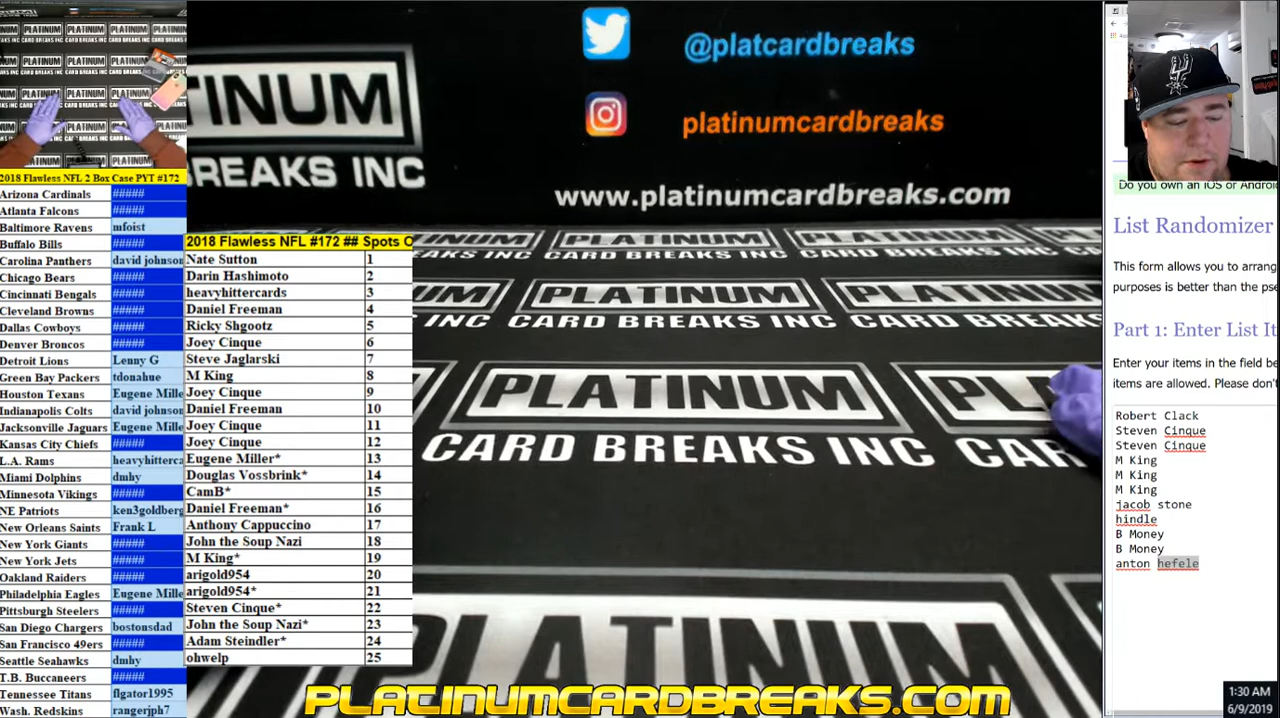 2018 Flawless NFL 2 Box Case PYT #172
Arizona Cardinals #####
Atlanta Falcons #####
Baltimore Ravens mfoist
Buffalo Bills #####
Carolina Panthers david johnson
Chicago Bears #####
Cincinnati Bengals #####
Cleveland Browns #####
Dallas Cowboys #####
Denver Broncos #####
Detroit Lions Lenny G
Green Bay Packers tdonahue
Houston Texans Eugene Mille
Indianapolis Colts david johnson
Jacksonville Jaguars Eugene Mille
Kansas City Chiefs #####
L.A. Rams heavyhitterca
Miami Dolphins dmhy
Minnesota Vikings #####
NE Patriots ken3goldberg
New Orleans Saints Frank L
New York Giants #####
New York Jets #####
Oakland Raiders #####
Philadelphia Eagles Eugene Mille
Pittsburgh Steelers #####
San Diego Chargers bostonsdad
San Francisco 49ers #####
Seattle Seahawks dmhy
T.B. Buccaneers #####
Tennessee Titans flgator1995
Wash. Redskins rangerjph7
2018 Flawless NFL #172 ## Spots O
Nate Sutton 1
Darin Hashimoto 2
heavyhittercards 3
Daniel Freeman 4
Ricky Shgootz 5
Joey Cinque 6
Steve Jaglarski 7
M King 8
Joey Cinque 9
Daniel Freeman 10
Joey Cinque 11
Joey Cinque 12
Eugene Miller* 13
Douglas Vossbrink* 14
CamB* 15
Daniel Freeman* 16
Anthony Cappuccino 17
John the Soup Nazi 18
M King* 19
arigold954 20
arigold954* 21
Steven Cinque* 22
John the Soup Nazi* 23
Adam Steindler* 24
ohwelp 25
TINUM
BREAKS INC
@platcardbreaks
platinumcardbreaks
www.platinumcardbreaks.com
PLATINUM
CARD BREAKS INC
PLATINUM
CARD BREAKS INC
PLATINUM
PLATINUMCARDBREAKS.COM
Do you own an iOS or Android
List Randomizer
This form allows you to arrang
purposes is better than the pse
Part 1: Enter List It
Enter your items in the field be
items are allowed. Please don't
Robert Clack
Steven Cinque
Steven Cinque
M King
M King
M King
jacob stone
hindle
B Money
B Money
anton hefele
1:30 AM
6/9/2019